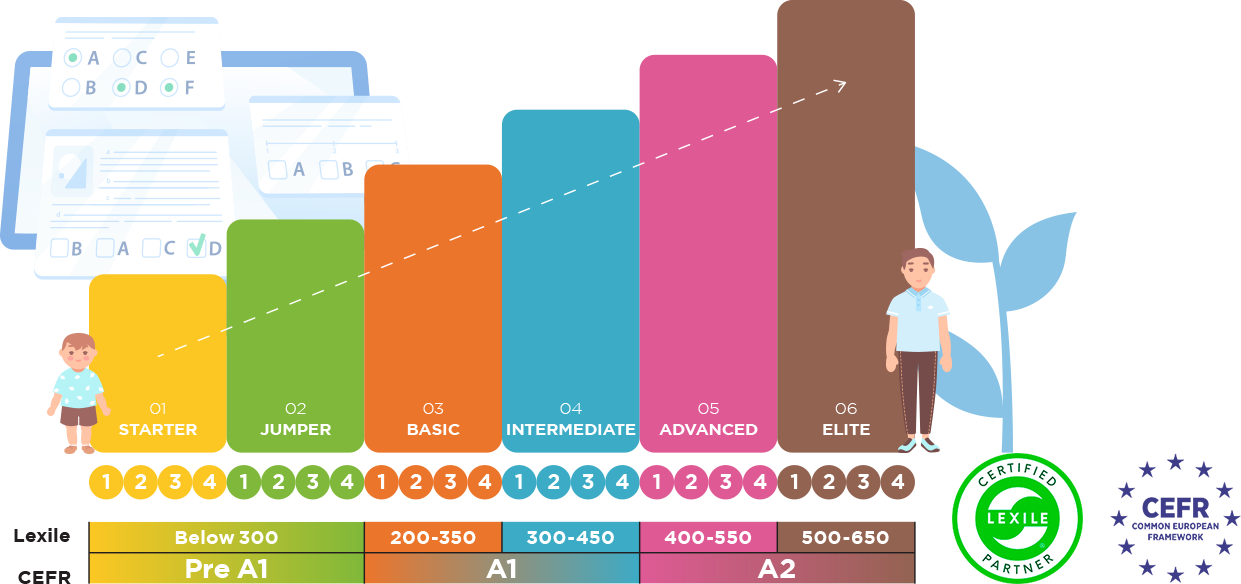 A C E
B D F
A B
a
b
c
d
B A C D
01
STARTER
02
JUMPER
03
BASIC
04
INTERMEDIATE
05
ADVANCED
06
ELITE
1 2 3 4 1 2 3 4 1 2 3 4 1 2 3 4 1 2 3 4 1 2 3 4
Lexile Below 300 200-350 300-450 400-550 500-650
CEFR Pre A1 A1 A2
CERTIFIED
LEXILE
®
PARTNER
CEFR
COMMON EUROPEAN
FRAMEWORK